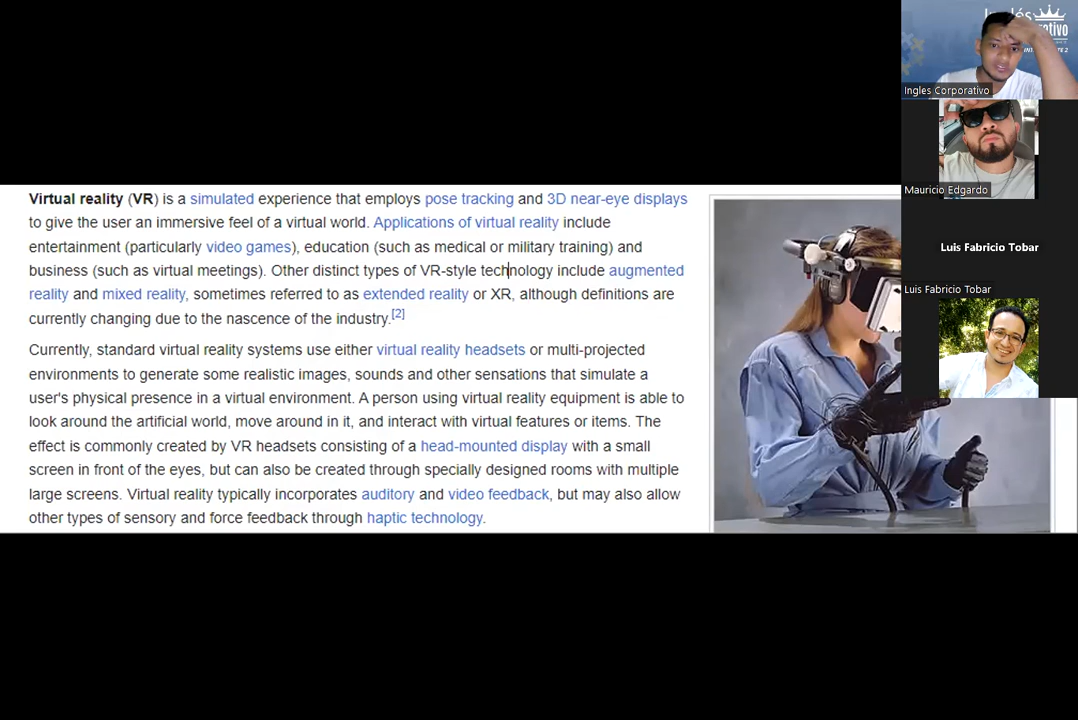 Virtual reality (VR) is a simulated experience that employs pose tracking and 3D near-eye displays
to give the user an immersive feel of a virtual world. Applications of virtual reality include
entertainment (particularly video games), education (such as medical or military training) and
business (such as virtual meetings). Other distinct types of VR-style technology include augmented
reality and mixed reality, sometimes referred to as extended reality or XR, although definitions are
currently changing due to the nascence of the industry.[2]
Currently, standard virtual reality systems use either virtual reality headsets or multi-projected
environments to generate some realistic images, sounds and other sensations that simulate a
user's physical presence in a virtual environment. A person using virtual reality equipment is able to
look around the artificial world, move around in it, and interact with virtual features or items. The
effect is commonly created by VR headsets consisting of a head-mounted display with a small
screen in front of the eyes, but can also be created through specially designed rooms with multiple
large screens. Virtual reality typically incorporates auditory and video feedback, but may also allow
other types of sensory and force feedback through haptic technology.
Ingles Corporativo
Mauricio Edgardo
Luis Fabricio Tobar
Luis Fabricio Tobar